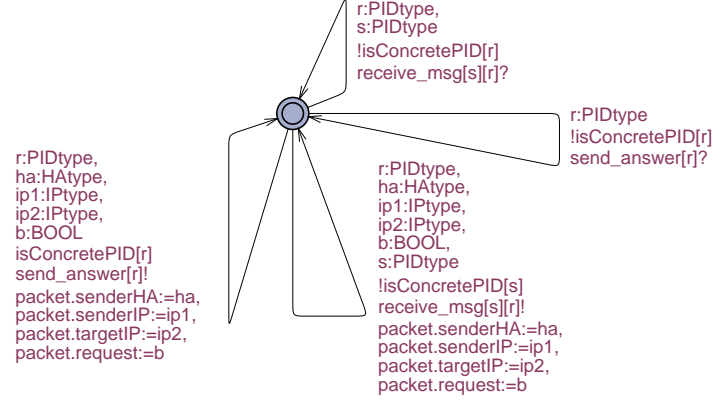 r:PIDtype,
s:PIDtype
!isConcretePID[r]
receive_msg[s][r]?
r:PIDtype
!isConcretePID[r]
send_answer[r]?
r:PIDtype,
ha:HAtype,
ip1:IPtype,
ip2:IPtype,
b:BOOL
isConcretePID[r]
send_answer[r]!
packet.senderHA:=ha,
packet.senderIP:=ip1,
packet.targetIP:=ip2,
packet.request:=b
r:PIDtype,
ha:HAtype,
ip1:IPtype,
ip2:IPtype,
b:BOOL,
s:PIDtype
!isConcretePID[s]
receive_msg[s][r]!
packet.senderHA:=ha,
packet.senderIP:=ip1,
packet.targetIP:=ip2,
packet.request:=b